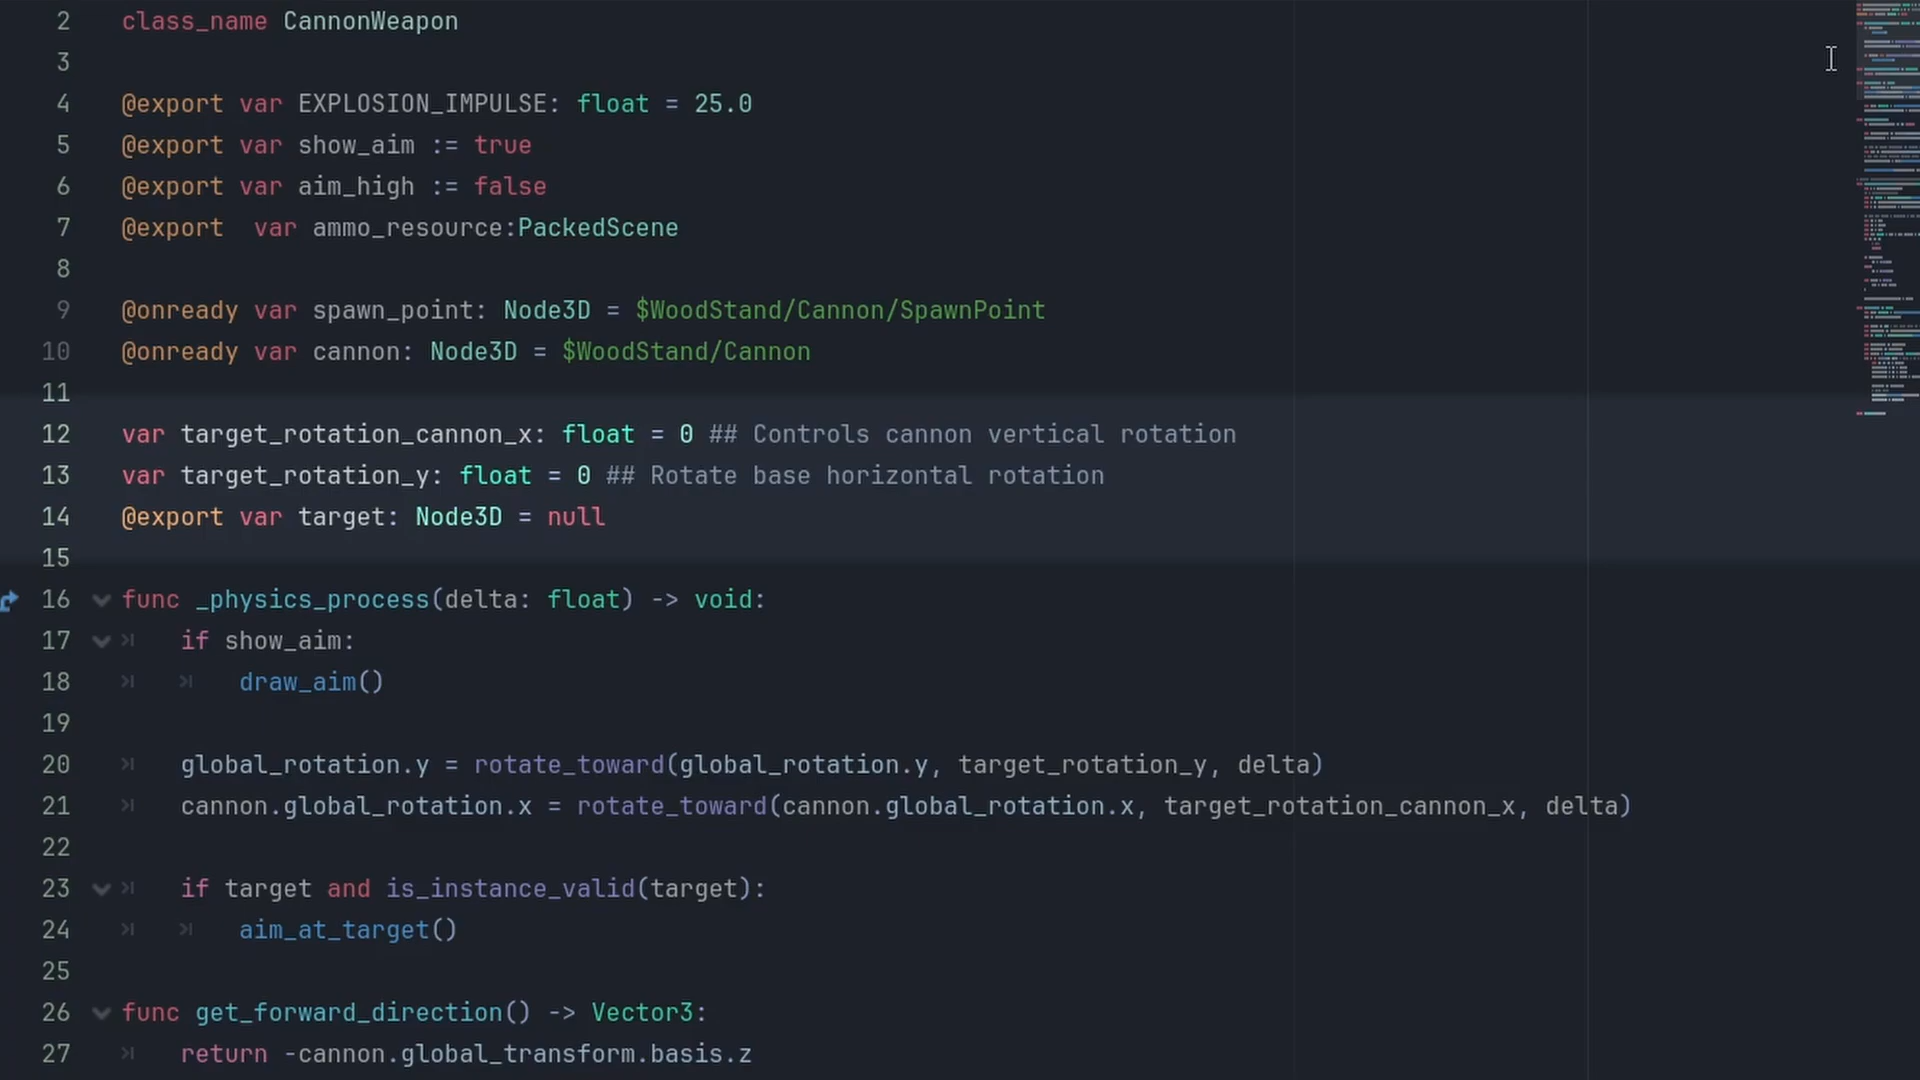 2 class_name CannonWeapon
3
4 @export var EXPLOSION_IMPULSE: float = 25.0
5 @export var show_aim := true
6 @export var aim_high := false
7 @export  var ammo_resource:PackedScene
8
9 @onready var spawn_point: Node3D = $WoodStand/Cannon/SpawnPoint
10 @onready var cannon: Node3D = $WoodStand/Cannon
11
12 var target_rotation_cannon_x: float = 0 ## Controls cannon vertical rotation
13 var target_rotation_y: float = 0 ## Rotate base horizontal rotation
14 @export var target: Node3D = null
15
16 func _physics_process(delta: float) -> void:
17 if show_aim:
18 draw_aim()
19
20 global_rotation.y = rotate_toward(global_rotation.y, target_rotation_y, delta)
21 cannon.global_rotation.x = rotate_toward(cannon.global_rotation.x, target_rotation_cannon_x, delta)
22
23 if target and is_instance_valid(target):
24 aim_at_target()
25
26 func get_forward_direction() -> Vector3:
27 return -cannon.global_transform.basis.z